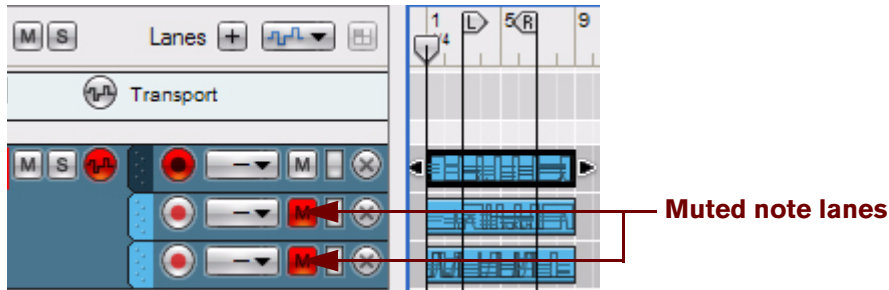 M S Lanes + 1 L 5 R 9
/4
Transport
M S M
M Muted note lanes
M